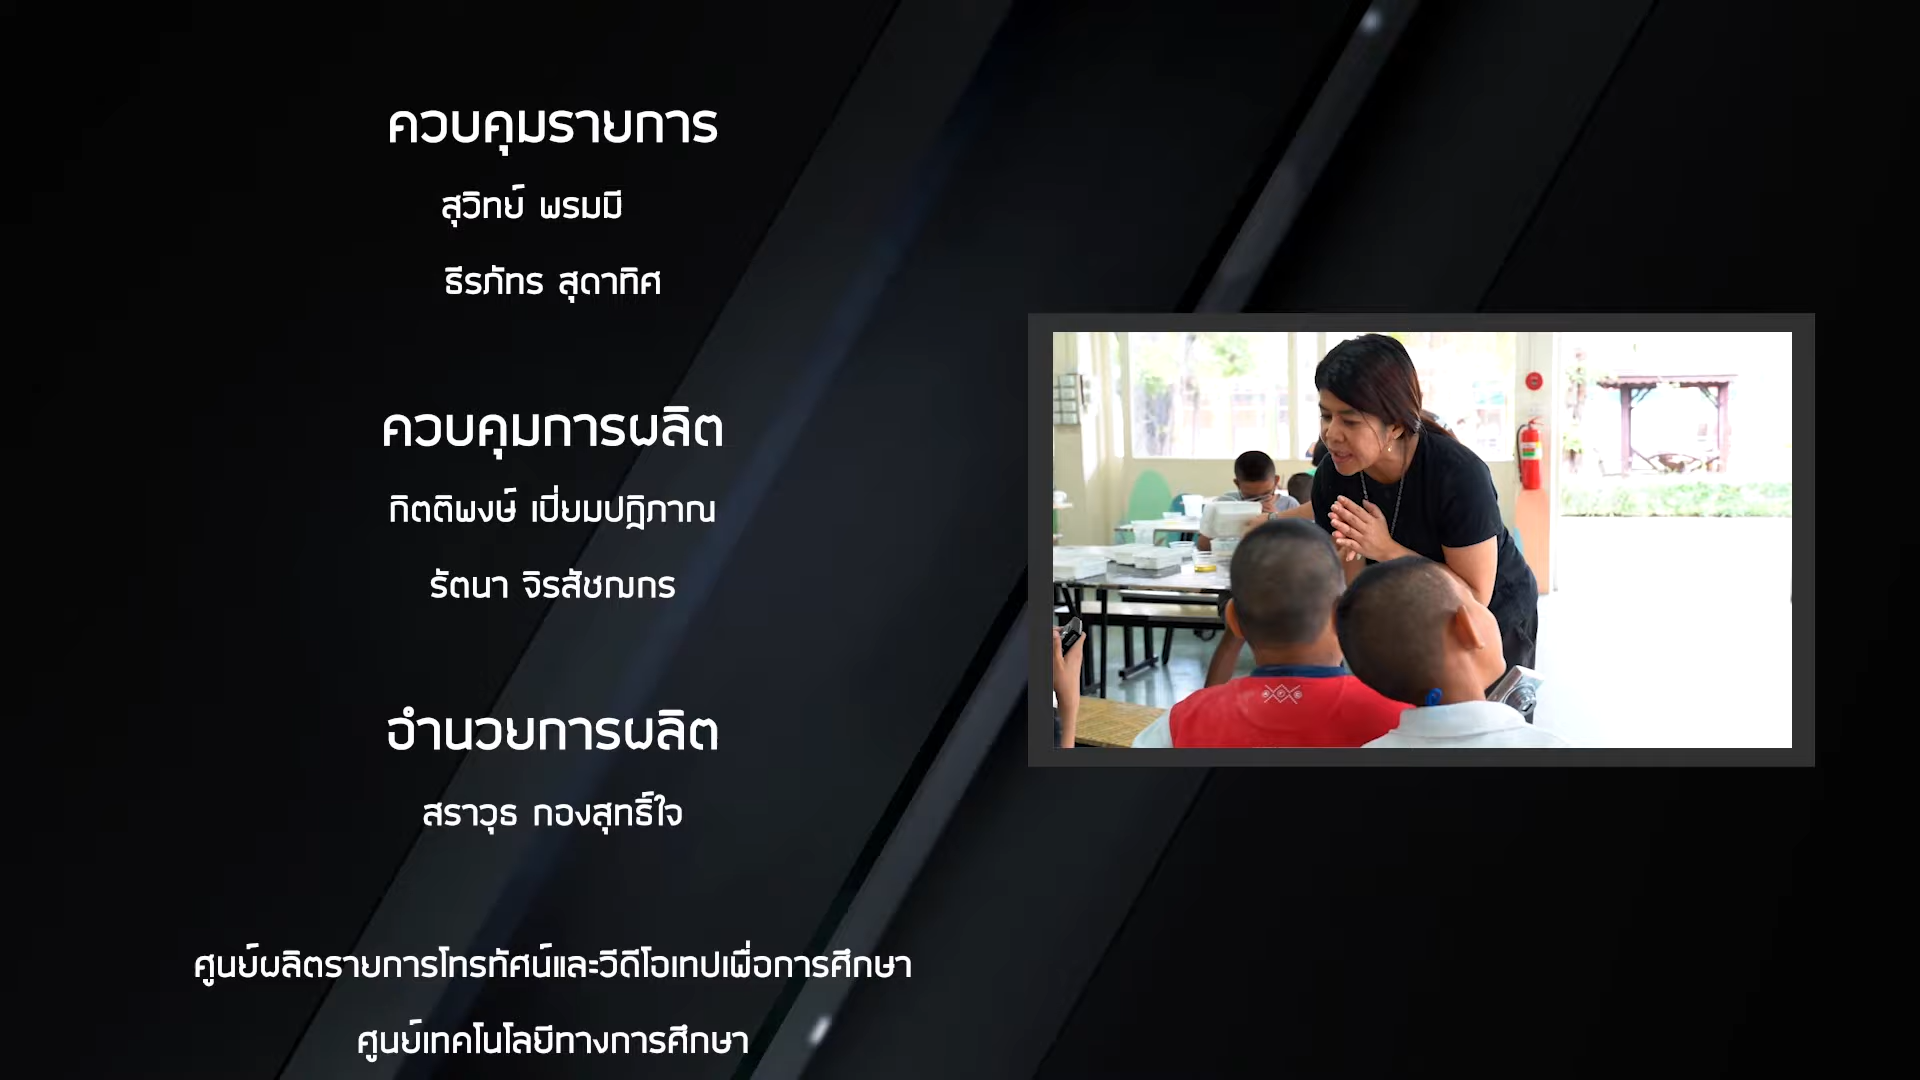 ควบคุมรายการ
สุวิทย์ พรมมี
ธีรภัทร สุดาทิศ
ควบคุมการผลิต
กิตติพงษ์ เปี่ยมปฎิภาณ
รัตนา จิรสัชฌกร
อำนวยการผลิต
สราวุธ กองสุทธิ์ใจ
ศูนย์ผลิตรายการโทรทัศน์และวีดีโอเทปเพื่อการศึกษา
ศูนย์เทคโนโลยีทางการศึกษา